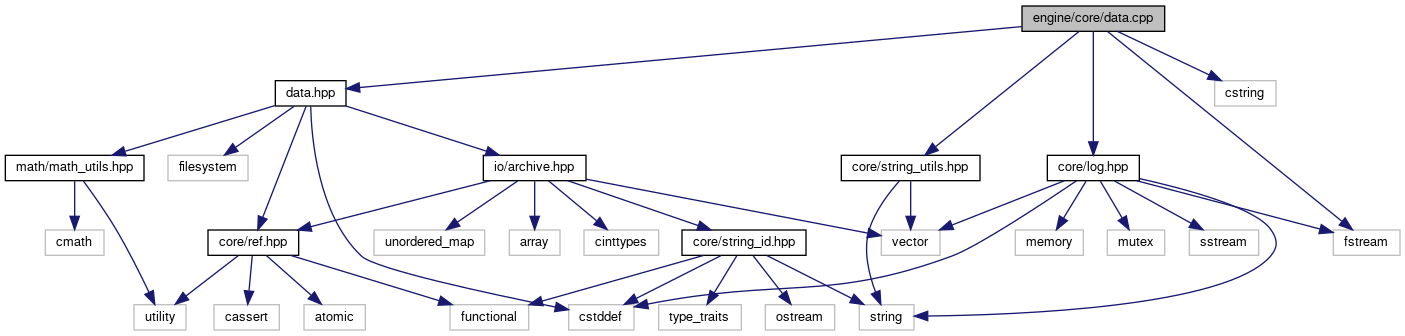 engine/core/data.cpp
data.hpp
cstring
math/math_utils.hpp
filesystem
io/archive.hpp
core/string_utils.hpp
core/log.hpp
cmath
core/ref.hpp
unordered_map
array
cinttypes
core/string_id.hpp
vector
memory
mutex
sstream
fstream
utility
cassert
atomic
functional
cstddef
type_traits
ostream
string